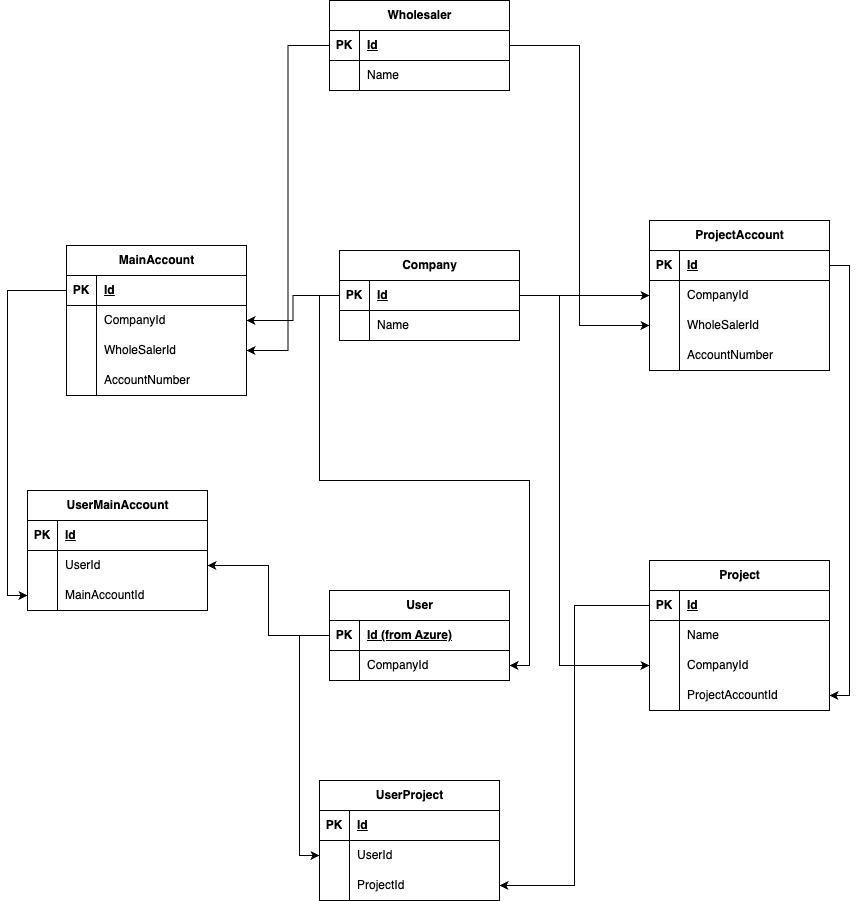 Wholesaler
PK Id
Name
MainAccount
PK Id
CompanyId
WholeSalerId
AccountNumber
Company
PK Id
Name
ProjectAccount
PK Id
CompanyId
WholeSalerId
AccountNumber
UserMainAccount
PK Id
UserId
MainAccountId
User
PK Id (from Azure)
CompanyId
Project
PK Id
Name
CompanyId
ProjectAccountId
UserProject
PK Id
UserId
ProjectId